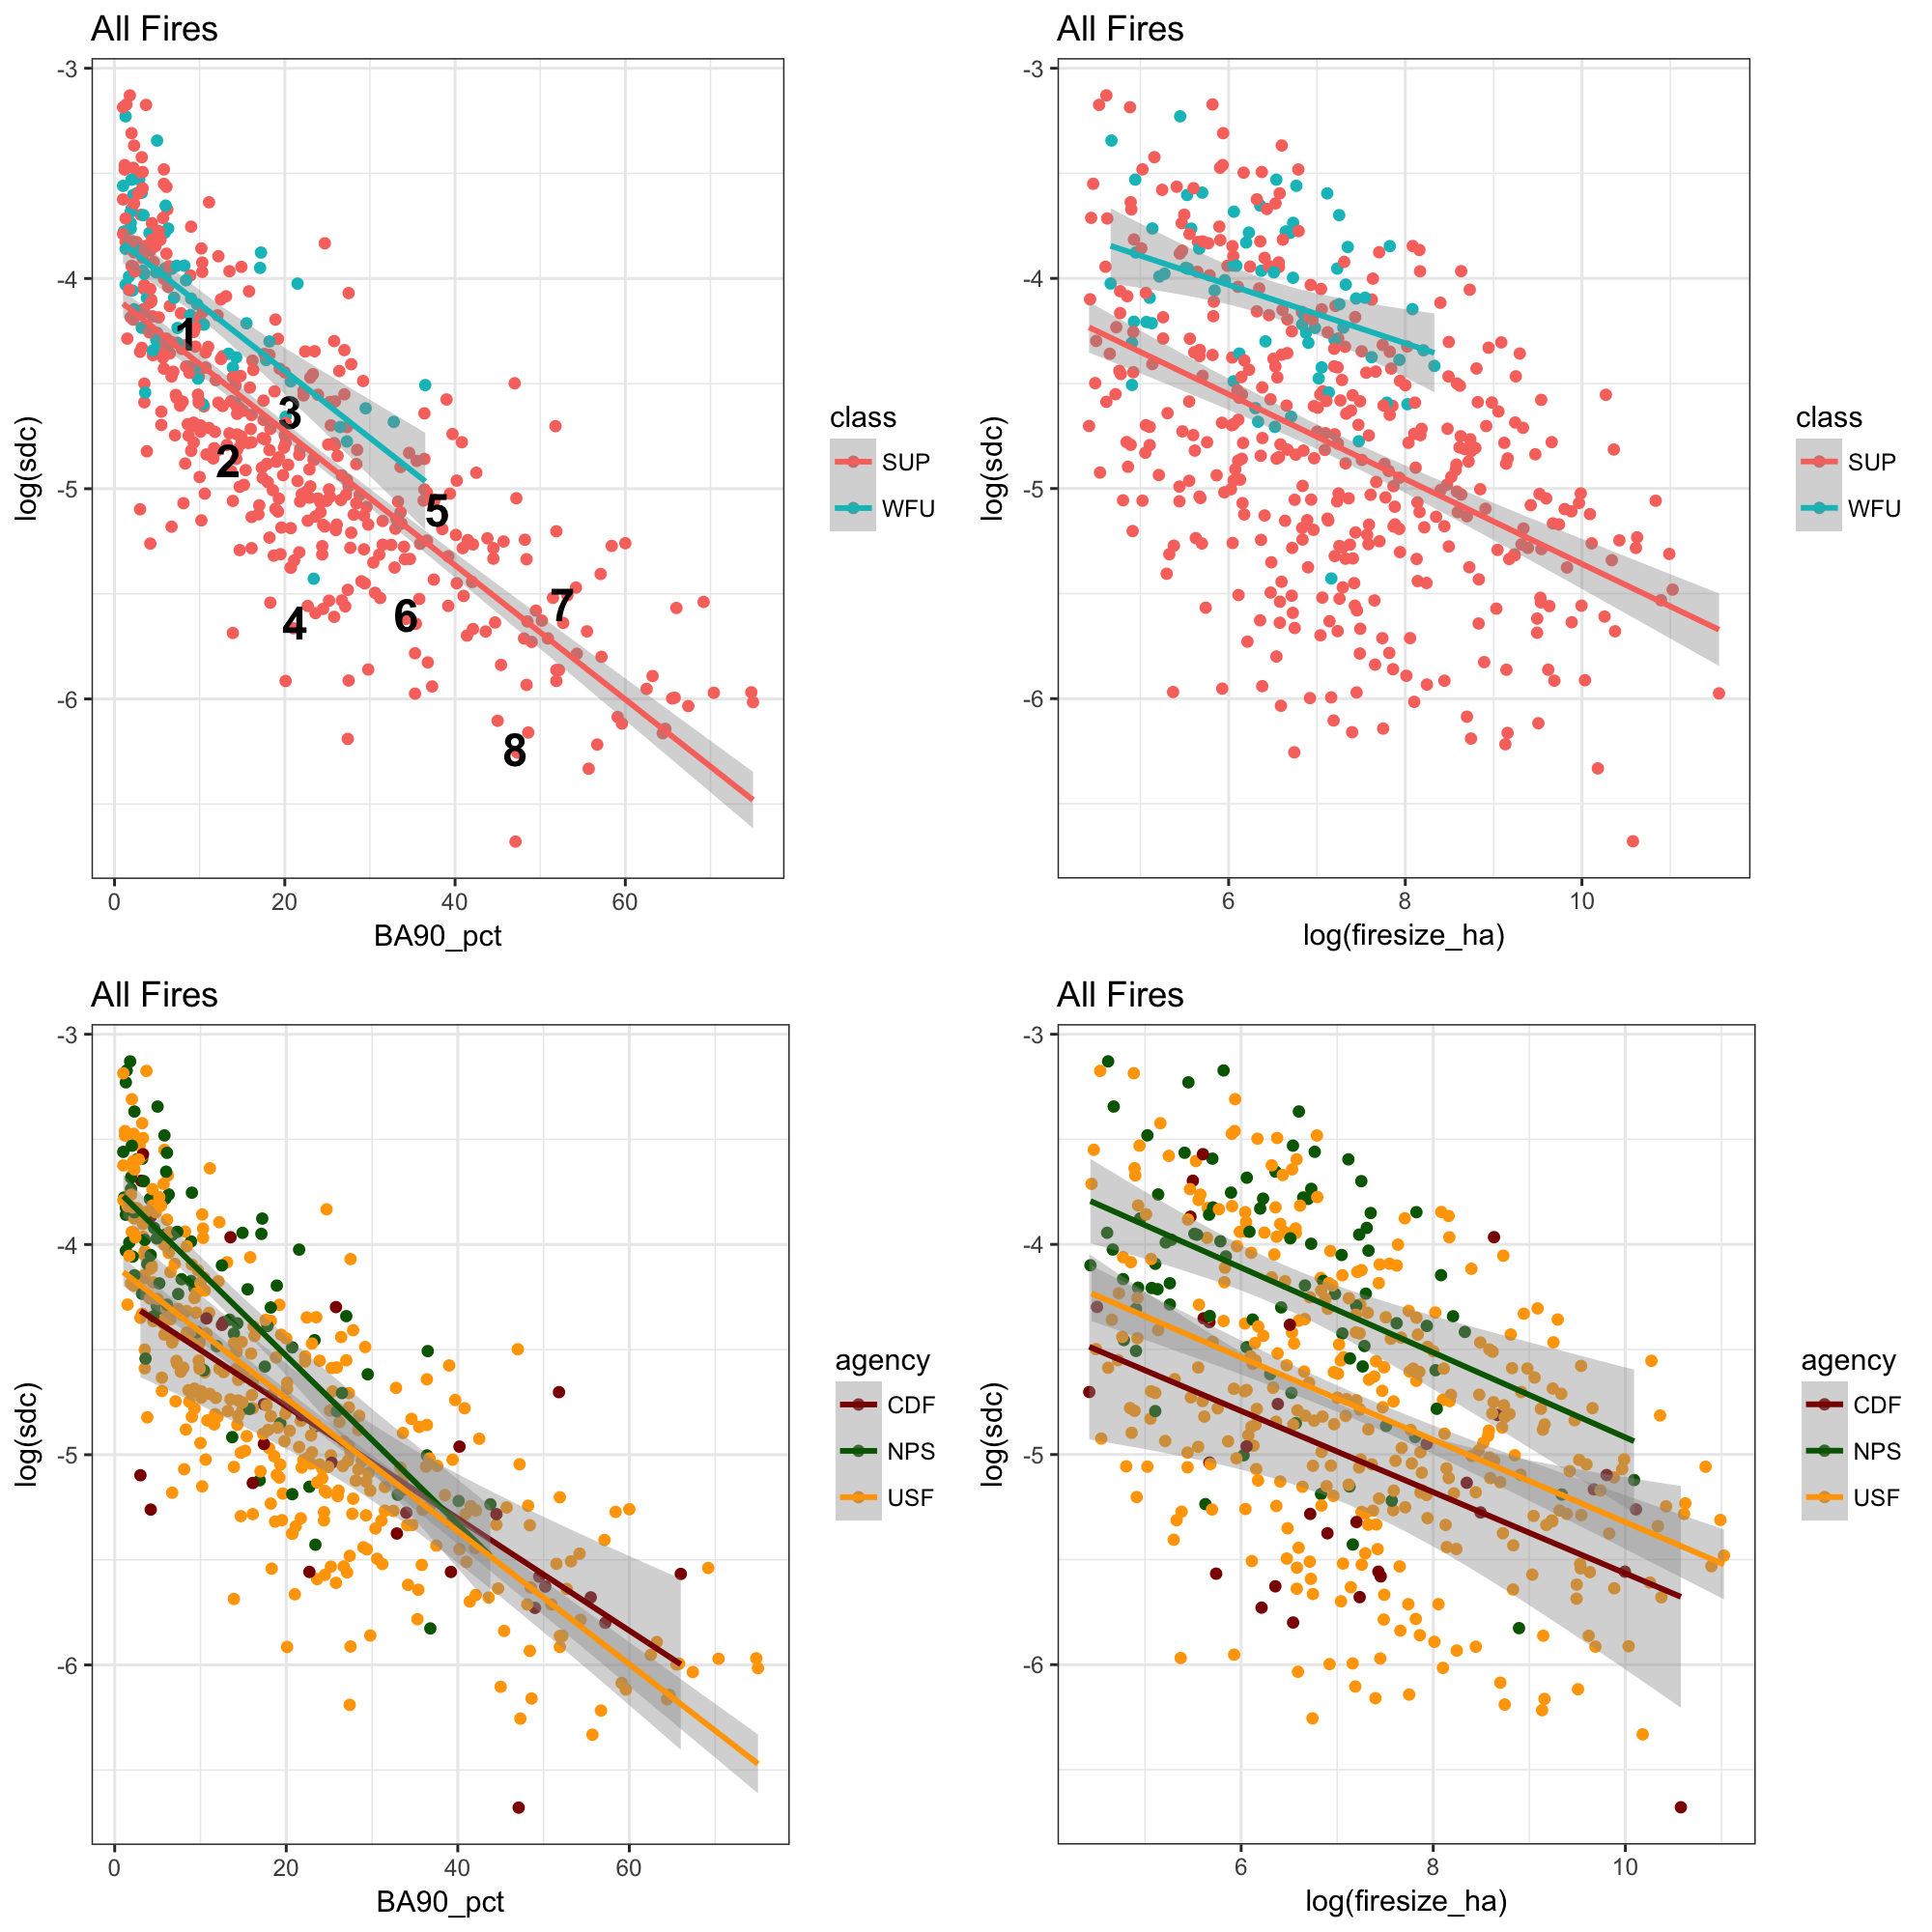 All Fires
-3
-4
-5
-6
log(sdc)
1
2
3
4
5
6
7
8
0 20 40 60
BA90_pct
class
SUP
WFU
All Fires
-3
-4
-5
-6
log(sdc)
6 8 10
log(firesize_ha)
class
SUP
WFU
All Fires
-3
-4
-5
-6
log(sdc)
0 20 40 60
BA90_pct
agency
CDF
NPS
USF
All Fires
-3
-4
-5
-6
log(sdc)
6 8 10
log(firesize_ha)
agency
CDF
NPS
USF